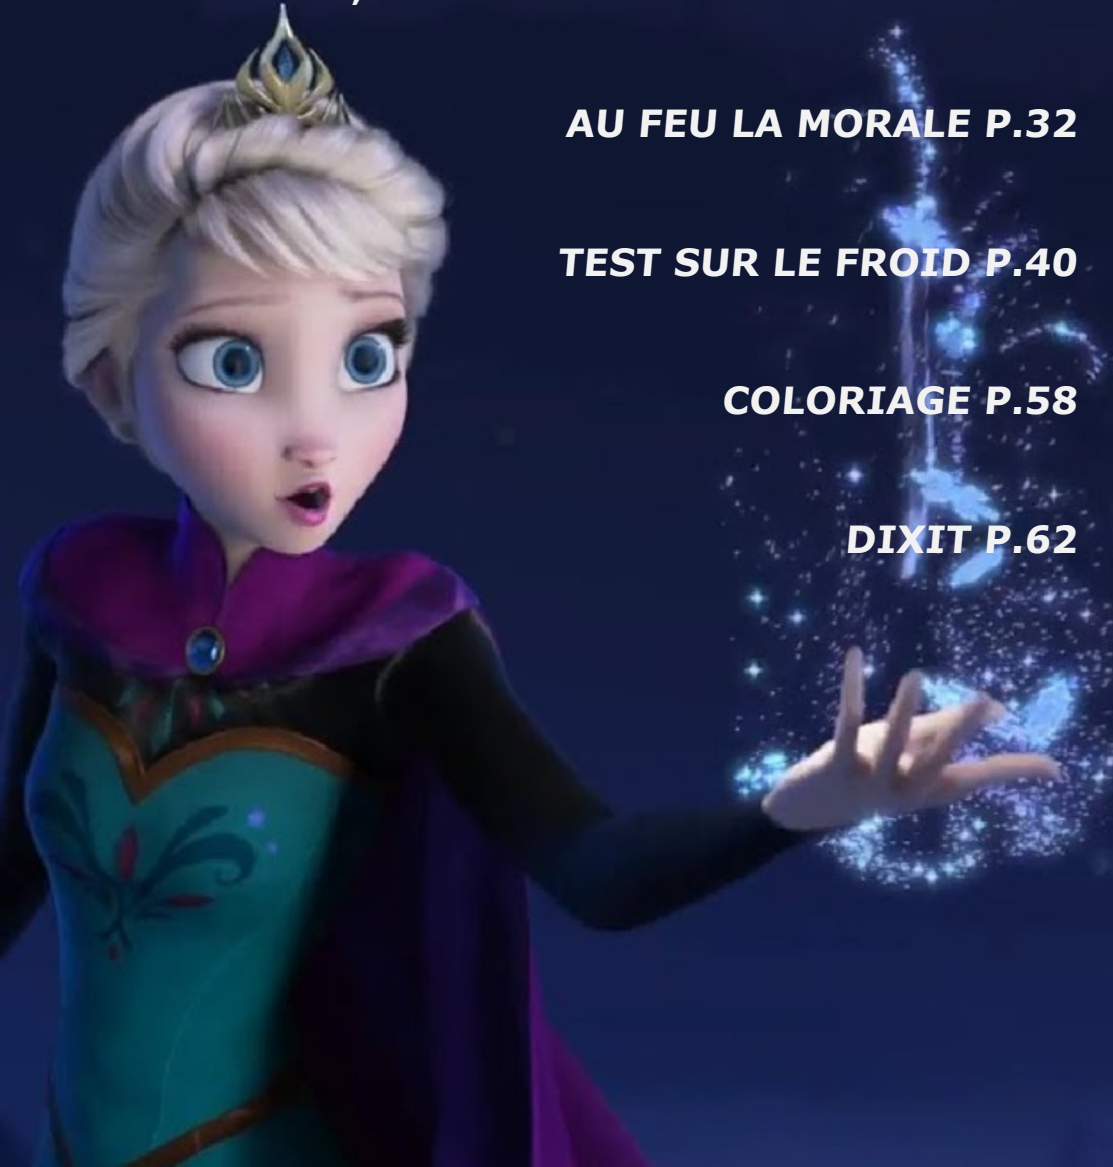 AU FEU LA MORALE P.32
TEST SUR LE FROID P.40
COLORIAGE P.58
DIXIT P.62